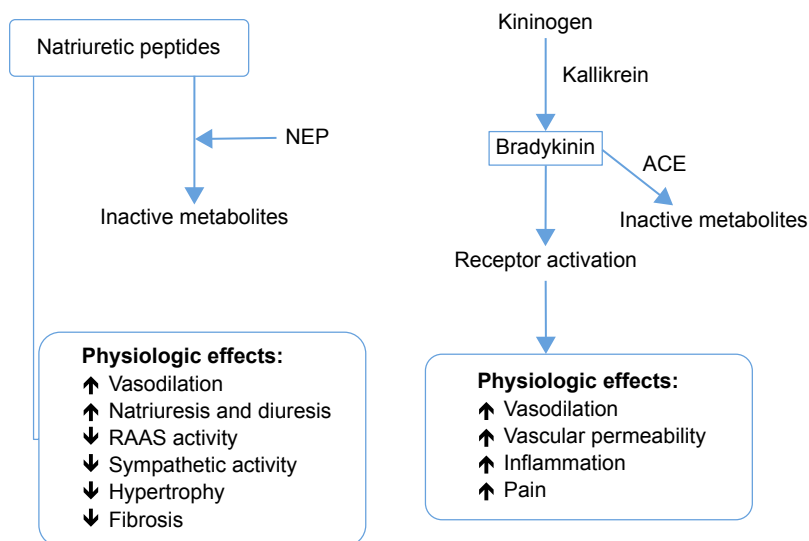 Natriuretic peptides
NEP
Inactive metabolites
Physiologic effects:
↑ Vasodilation
↑ Natriuresis and diuresis
↓ RAAS activity
↓ Sympathetic activity
↓ Hypertrophy
↓ Fibrosis
Kininogen
Kallikrein
Bradykinin
ACE
Inactive metabolites
Receptor activation
Physiologic effects:
↑ Vasodilation
↑ Vascular permeability
↑ Inflammation
↑ Pain